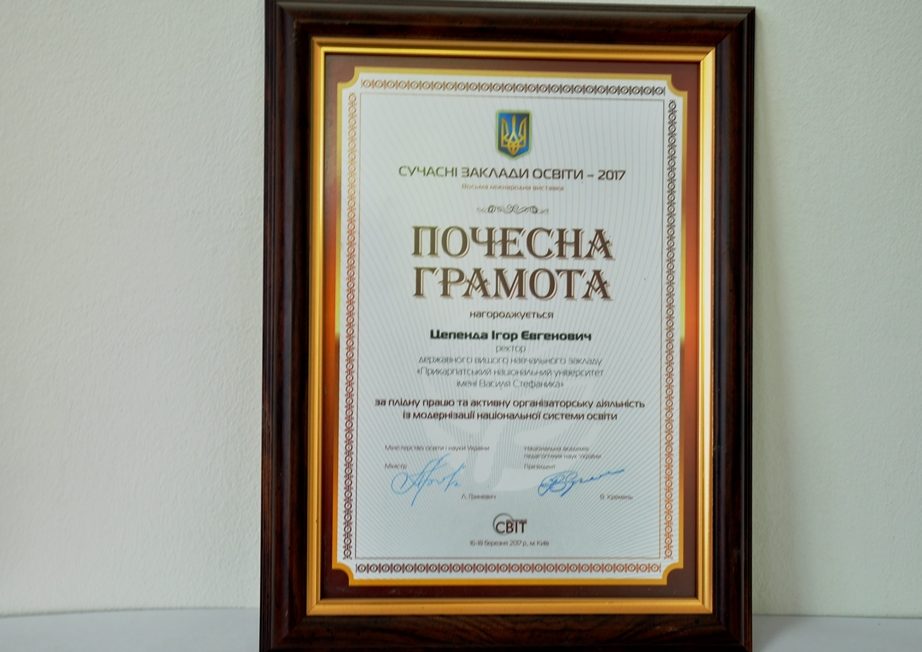 СУЧАСНІ ЗАКЛАДИ ОСВІТИ – 2017
Восьма міжнародна виставка
ПОЧЕСНА
ГРАМОТА
нагороджується
Цепенда Ігор Євгенович
ректор
державного вищого навчального закладу
«Прикарпатський національний університет
імені Василя Стефаника»
за плідну працю та активну організаторську діяльність
із модернізації національної системи освіти
Міністерство освіти і науки України
Міністр
Л. Гриневич
Національна академія
педагогічних наук України
Президент
В. Кремень
СВІТ
16-18 березня 2017 р., м. Київ